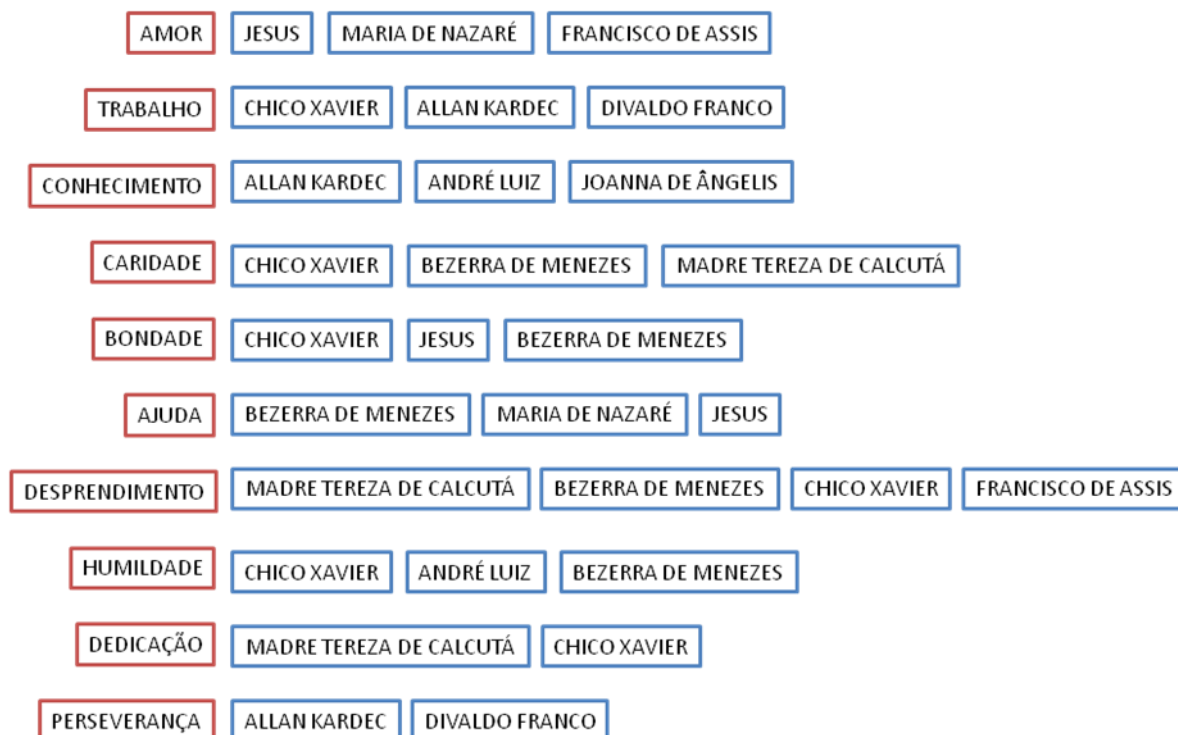 AMOR JESUS MARIA DE NAZARÉ FRANCISCO DE ASSIS
TRABALHO CHICO XAVIER ALLAN KARDEC DIVALDO FRANCO
CONHECIMENTO ALLAN KARDEC ANDRÉ LUIZ JOANNA DE ÂNGELIS
CARIDADE CHICO XAVIER BEZERRA DE MENEZES MADRE TEREZA DE CALCUTÁ
BONDADE CHICO XAVIER JESUS BEZERRA DE MENEZES
AJUDA BEZERRA DE MENEZES MARIA DE NAZARÉ JESUS
DESPRENDIMENTO MADRE TEREZA DE CALCUTÁ BEZERRA DE MENEZES CHICO XAVIER FRANCISCO DE ASSIS
HUMILDADE CHICO XAVIER ANDRÉ LUIZ BEZERRA DE MENEZES
DEDICAÇÃO MADRE TEREZA DE CALCUTÁ CHICO XAVIER
PERSEVERANÇA ALLAN KARDEC DIVALDO FRANCO